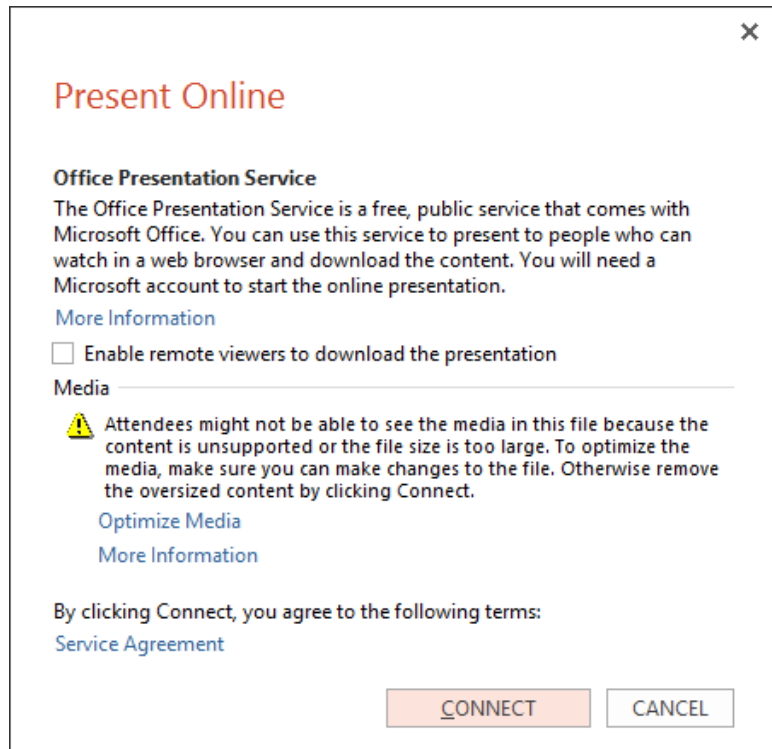 Present Online
Office Presentation Service
The Office Presentation Service is a free, public service that comes with
Microsoft Office. You can use this service to present to people who can
watch in a web browser and download the content. You will need a
Microsoft account to start the online presentation.
More Information
Enable remote viewers to download the presentation
Media
Attendees might not be able to see the media in this file because the
content is unsupported or the file size is too large. To optimize the
media, make sure you can make changes to the file. Otherwise remove
the oversized content by clicking Connect.
Optimize Media
More Information
By clicking Connect, you agree to the following terms:
Service Agreement
CONNECT CANCEL